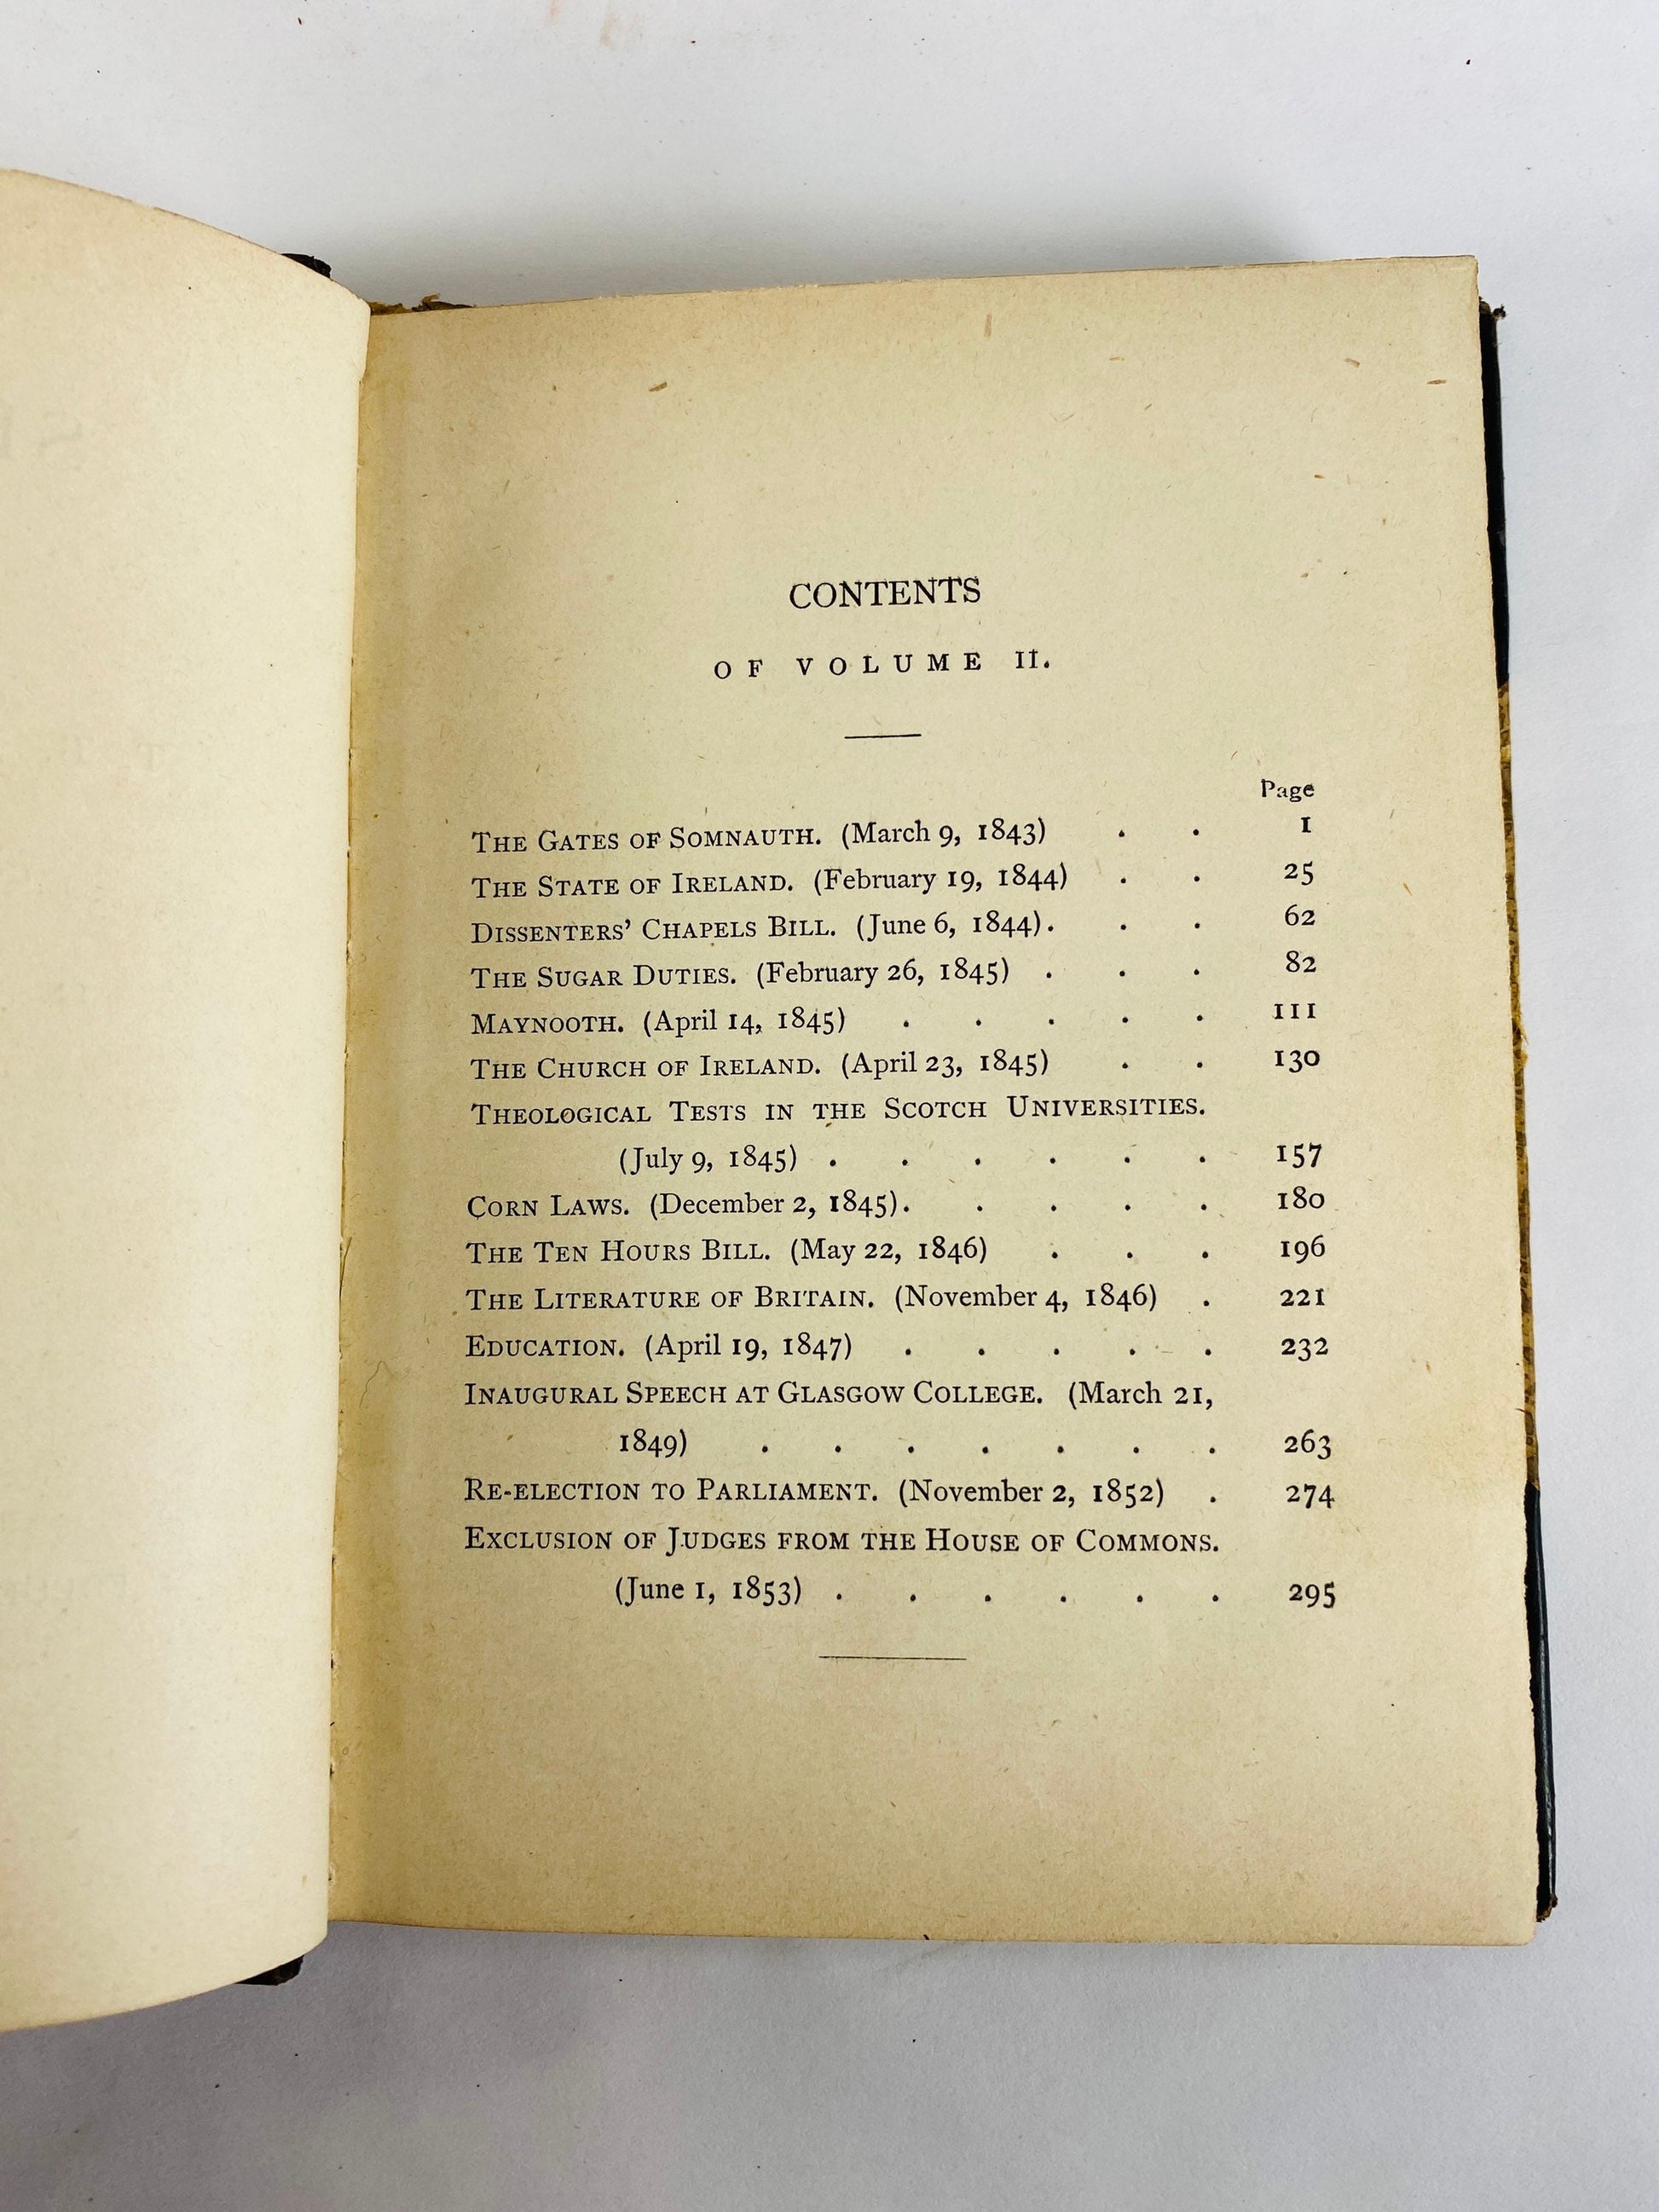 CONTENTS
OF VOLUME II.
Page
THE GATES OF SOMNAUTH. (March 9, 1843) . . 1
THE STATE OF IRELAND. (February 19, 1844) . . 25
DISSENTERS' CHAPELS BILL. (June 6, 1844). . . 62
THE SUGAR DUTIES. (February 26, 1845) . . . 82
MAYNOOTH. (April 14, 1845) . . . . . 111
THE CHURCH OF IRELAND. (April 23, 1845) . . 130
THEOLOGICAL TESTS IN THE SCOTCH UNIVERSITIES.
(July 9, 1845) . . . . . . 157
CORN LAWS. (December 2, 1845). . . . . 180
THE TEN HOURS BILL. (May 22, 1846) . . . 196
THE LITERATURE OF BRITAIN. (November 4, 1846) . 221
EDUCATION. (April 19, 1847) . . . . . 232
INAUGURAL SPEECH AT GLASGOW COLLEGE. (March 21,
1849) . . . . . . . 263
RE-ELECTION TO PARLIAMENT. (November 2, 1852) . 274
EXCLUSION OF JUDGES FROM THE HOUSE OF COMMONS.
(June 1, 1853) . . . . . . 295